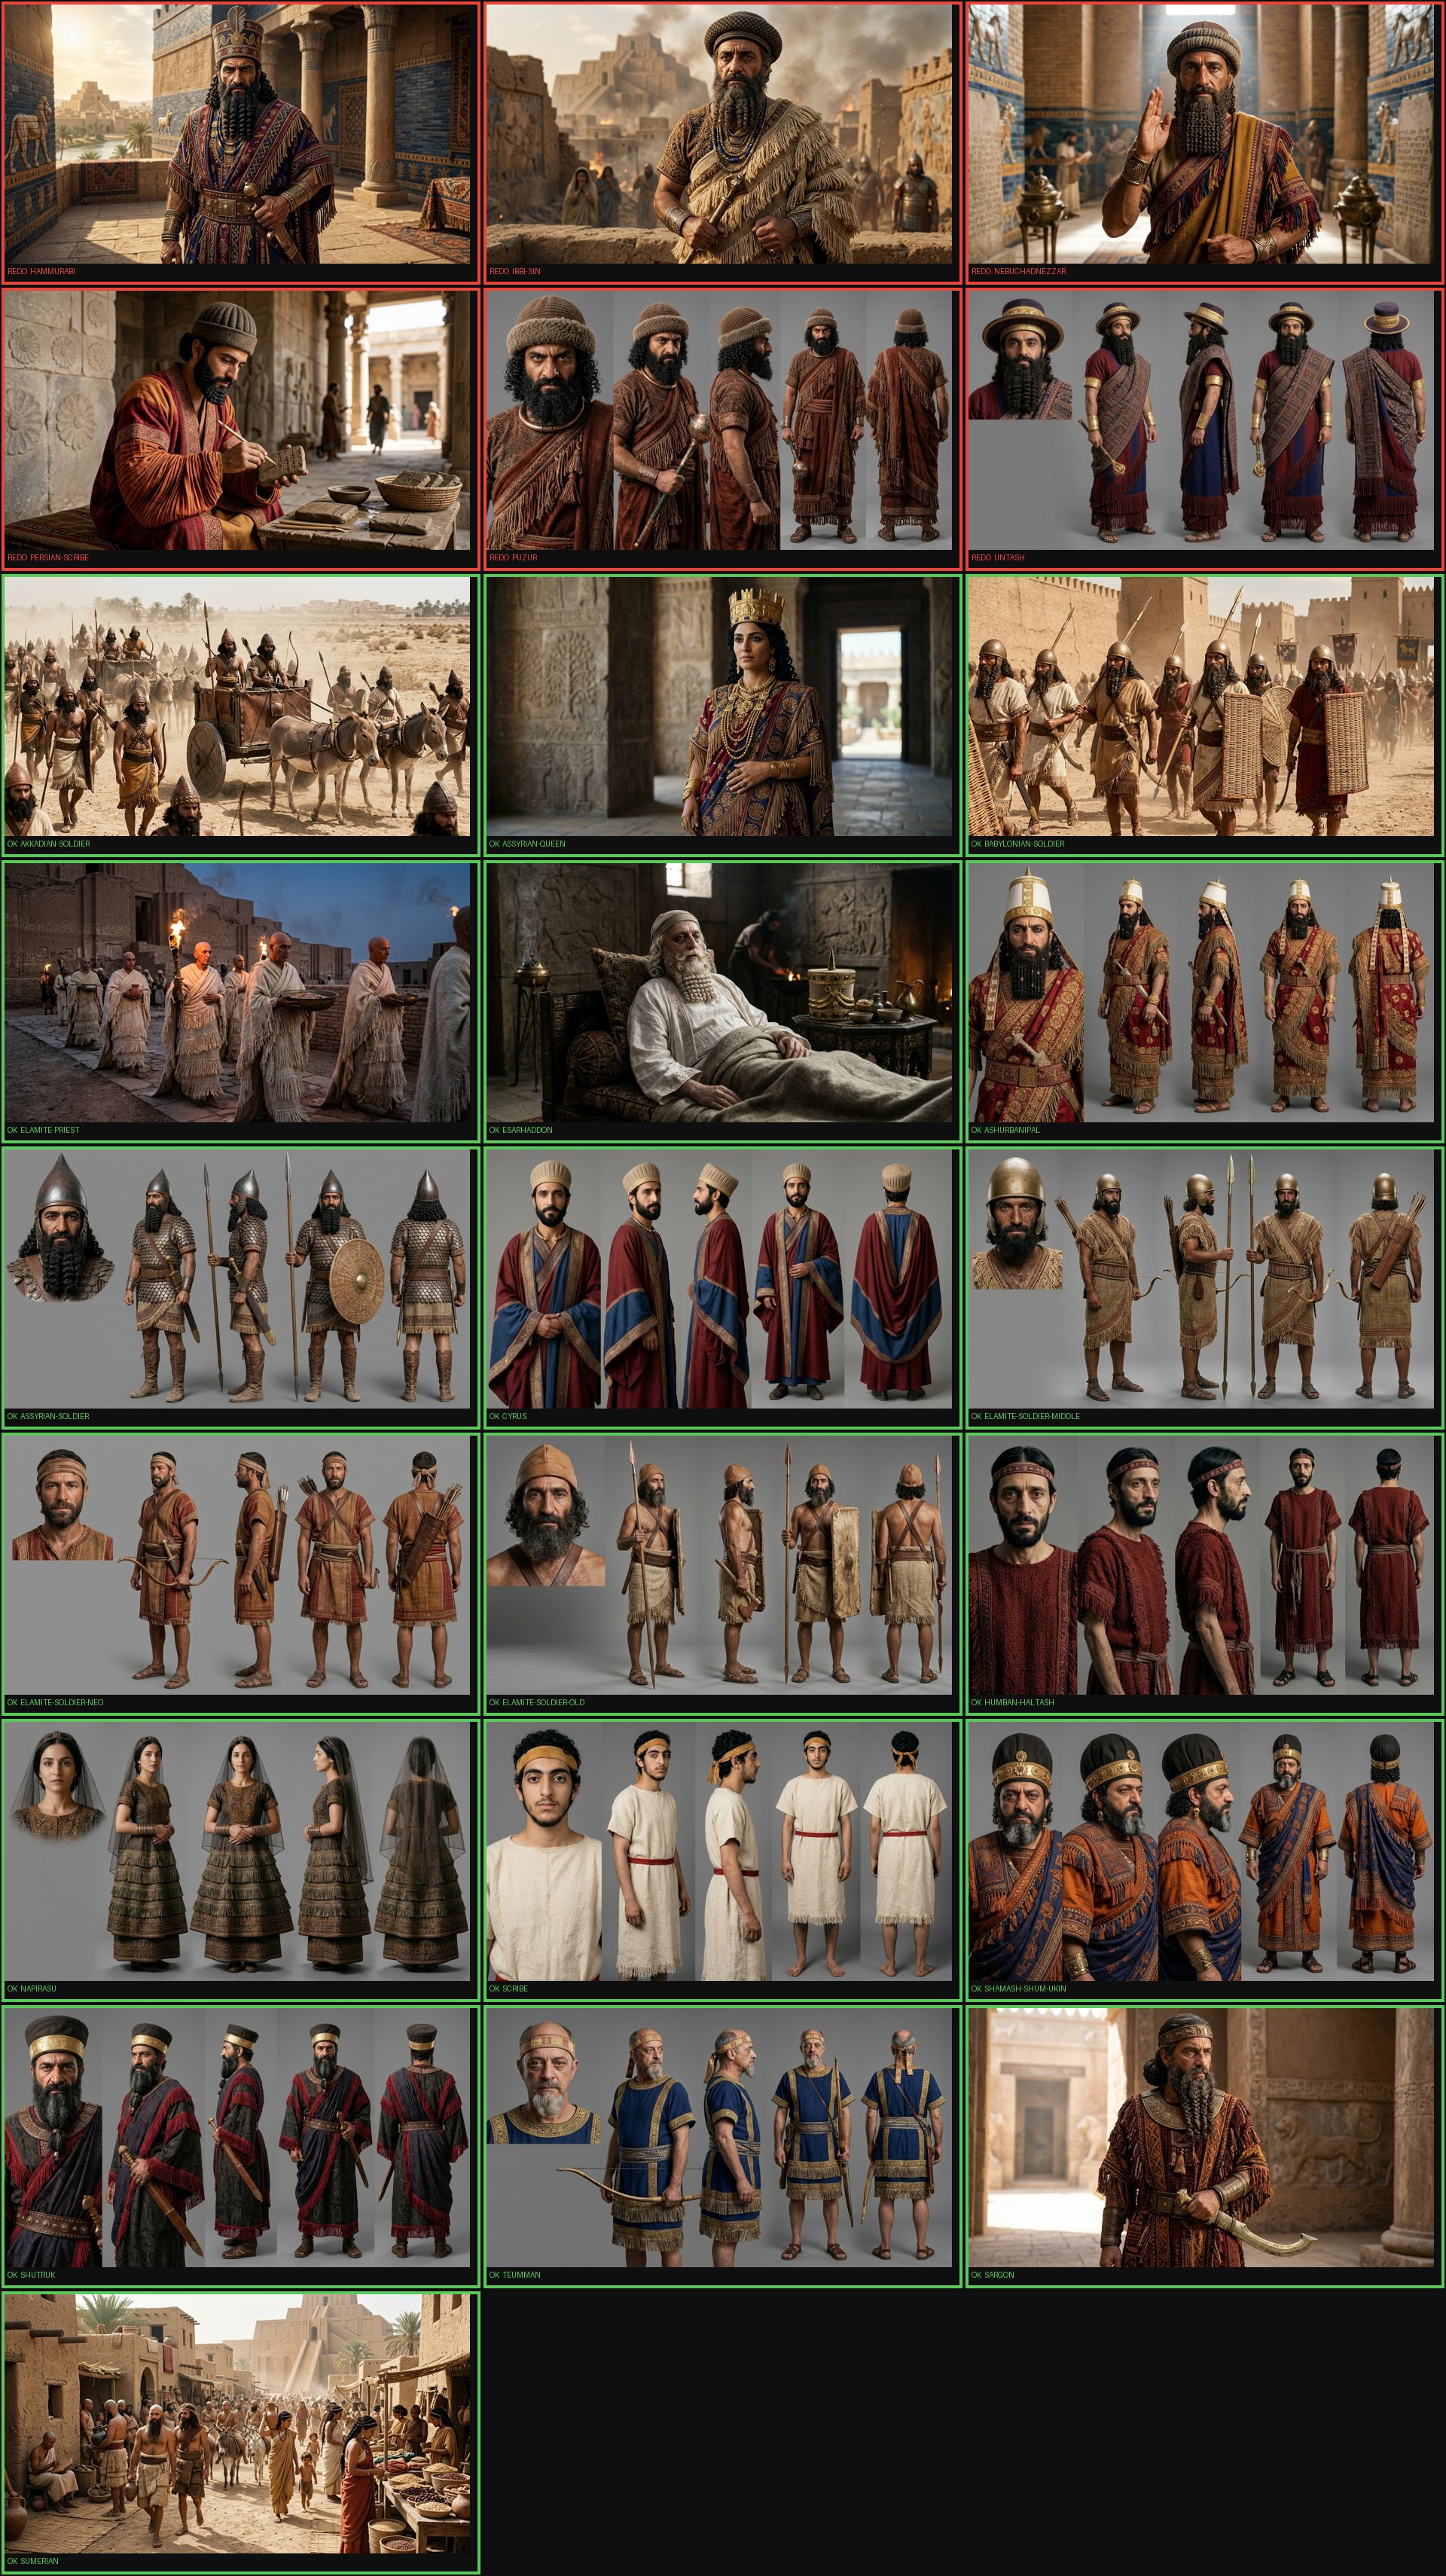 REDO HAMMURABI
REDO IBBI-SIN
REDO NEBUCHADNEZZAR
REDO PERSIAN-SCRIBE
REDO PUZUR
REDO UNTASH
OK AKKADIAN-SOLDIER
OK ASSYRIAN-QUEEN
OK BABYLONIAN-SOLDIER
OK ELAMITE-PRIEST
OK ESARHADDON
OK ASHURBANIPAL
OK ASSYRIAN-SOLDIER
OK CYRUS
OK ELAMITE-SOLDIER-MIDDLE
OK ELAMITE-SOLDIER-NEO
OK ELAMITE-SOLDIER-OLD
OK HUMBAN-HALTASH
OK NAPIRASU
OK SCRIBE
OK SHAMASH-SHUM-UKIN
OK SHUTRUK
OK TEUMMAN
OK SARGON
OK SUMERIAN